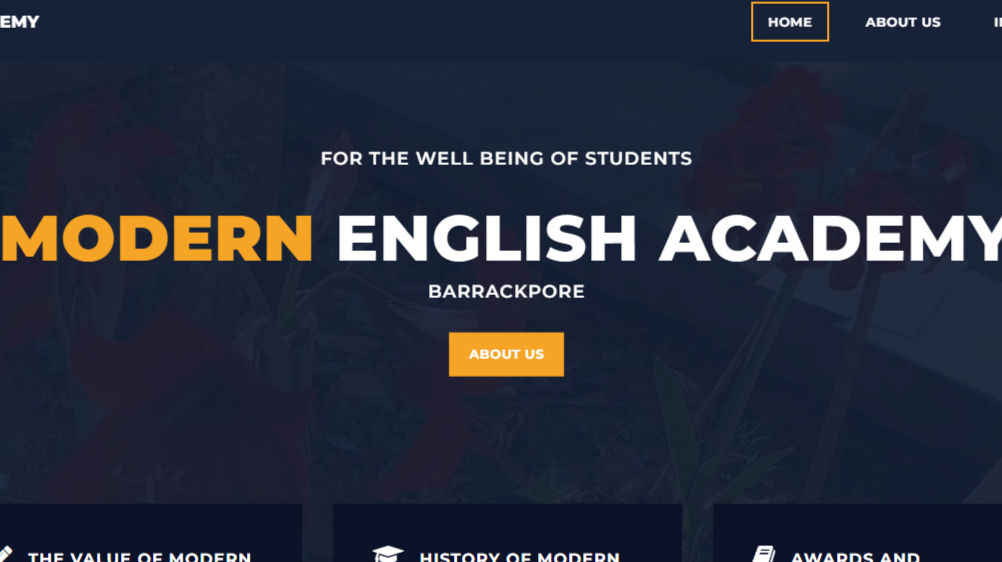 EMY
HOME
ABOUT US
FOR THE WELL BEING OF STUDENTS
MODERN ENGLISH ACADEMY
BARRACKPORE
ABOUT US
THE VALUE OF MODERN
HISTORY OF MODERN
AWARDS AND